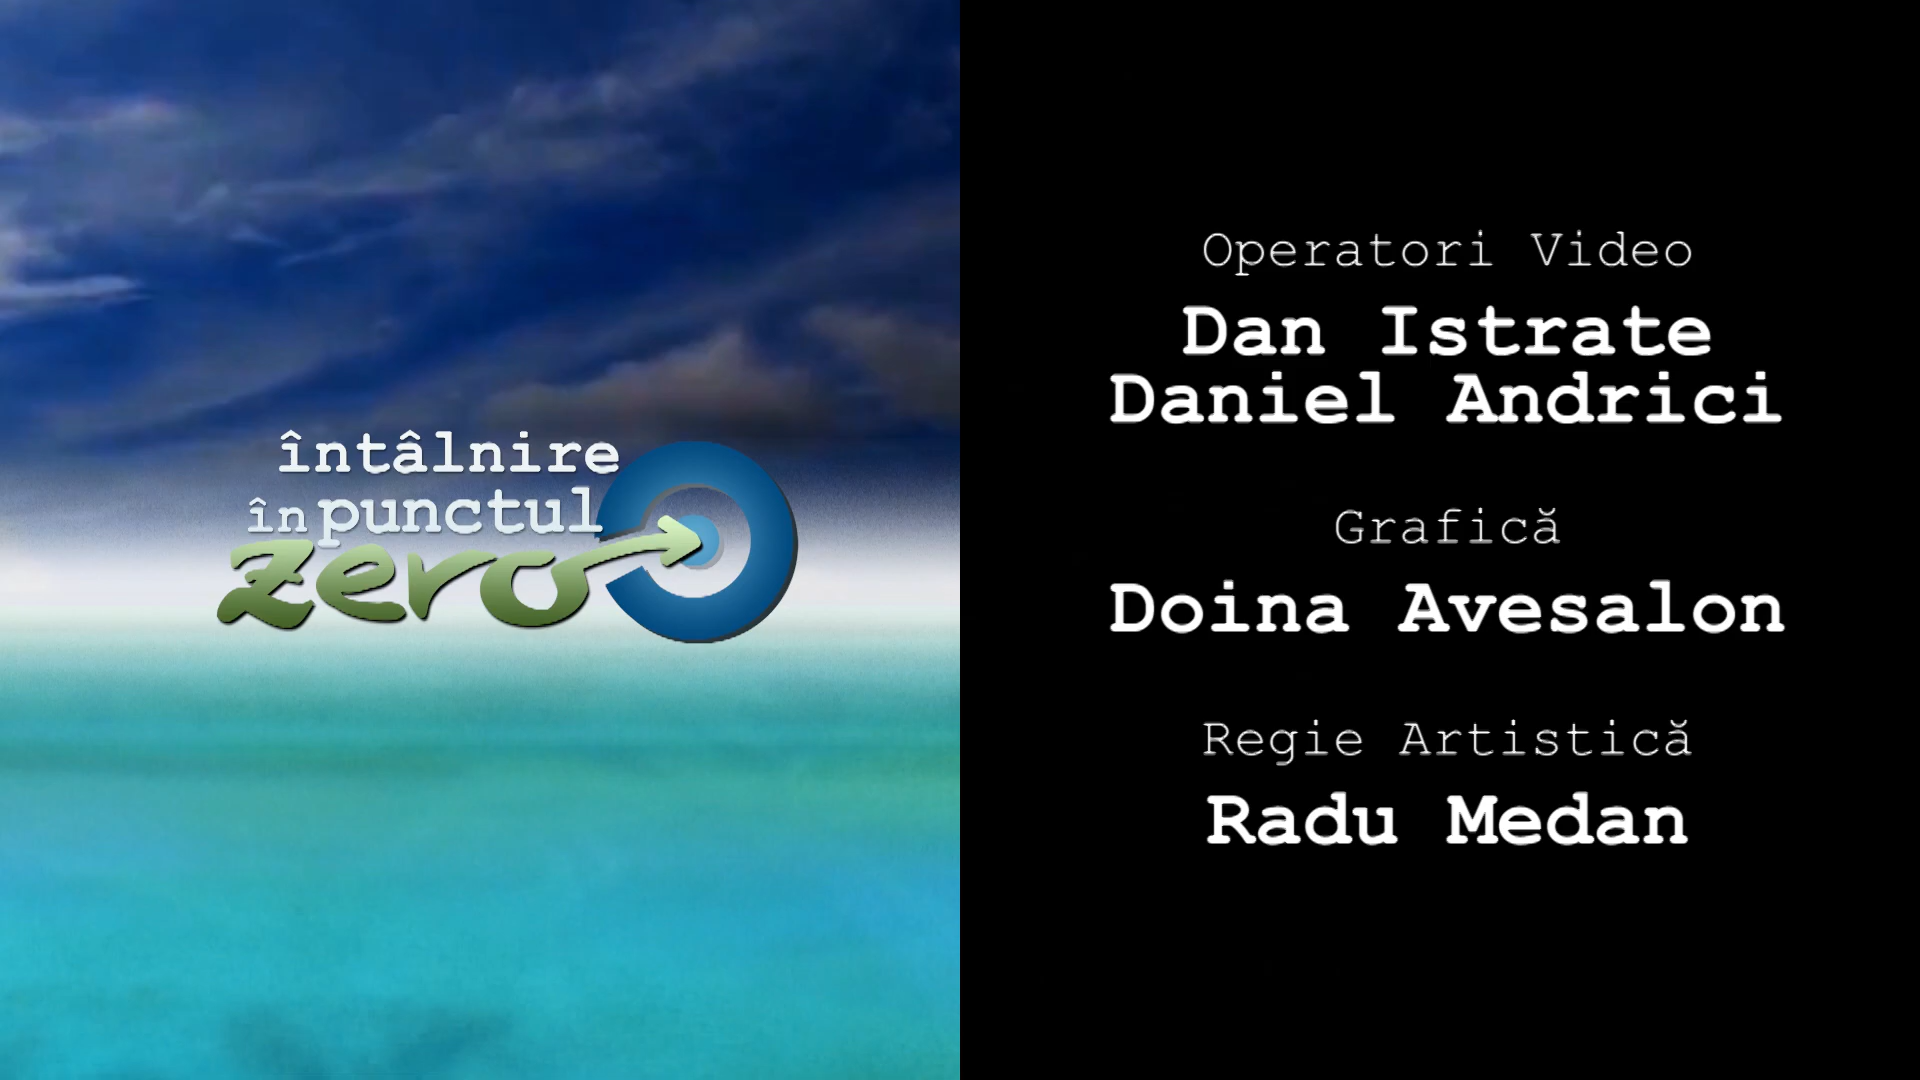 întâlnire
în punctul
zero
Operatori Video
Dan Istrate
Daniel Andrici
Grafică
Doina Avesalon
Regie Artistică
Radu Medan